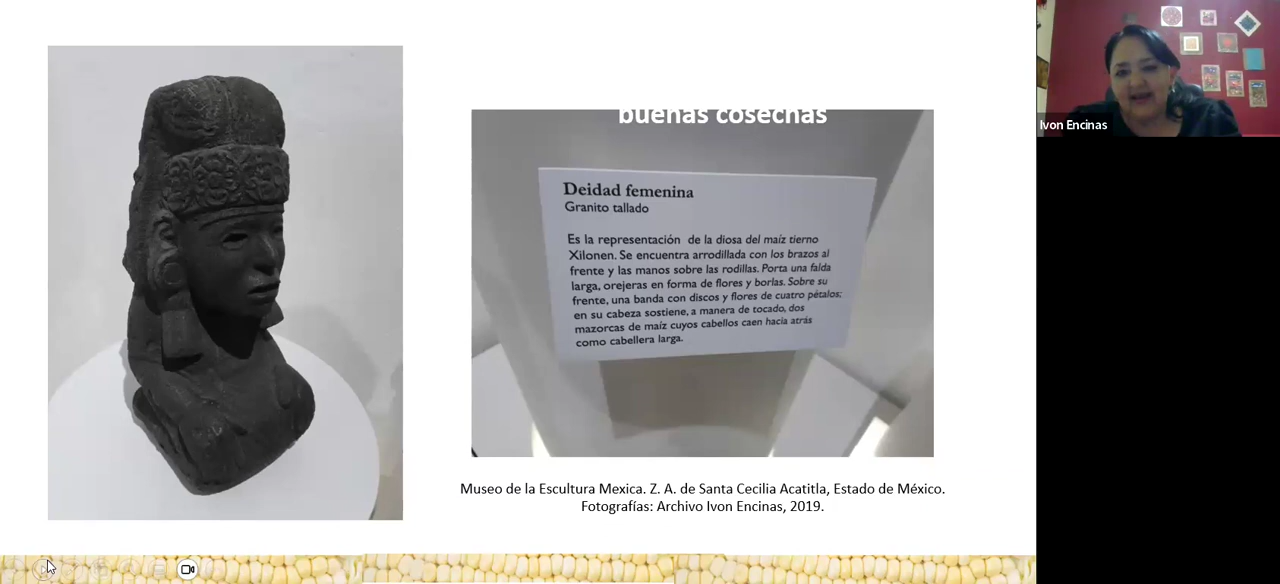 buenas cosechas
Deidad femenina
Granito tallado
Es la representación de la diosa del maíz tierno
Xilonen. Se encuentra arrodillada con los brazos al
frente y las manos sobre las rodillas. Porta una falda
larga, orejeras en forma de flores y borlas. Sobre su
frente, una banda con discos y flores de cuatro pétalos;
en su cabeza sostiene, a manera de tocado, dos
mazorcas de maíz cuyos cabellos caen hacia atrás
como cabellera larga.
Museo de la Escultura Mexica. Z. A. de Santa Cecilia Acatitla, Estado de México.
Fotografías: Archivo Ivon Encinas, 2019.
Ivon Encinas